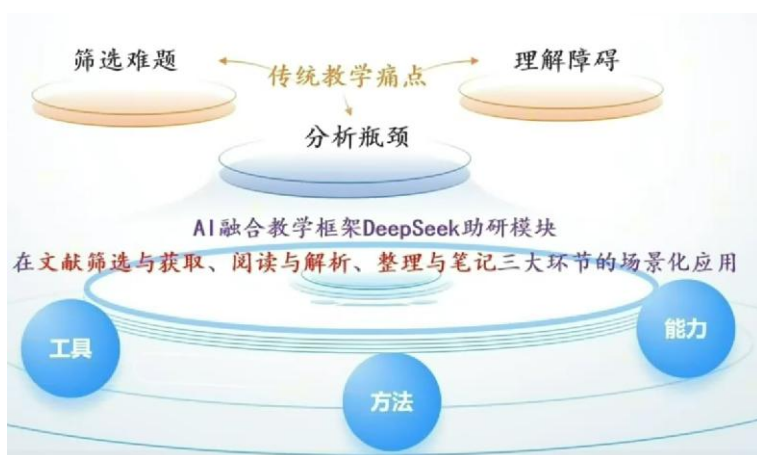 筛选难题
传统教学痛点
理解障碍
分析瓶颈
AI融合教学框架DeepSeek助研模块
在文献筛选与获取、阅读与解析、整理与笔记三大环节的场景化应用
工具
方法
能力